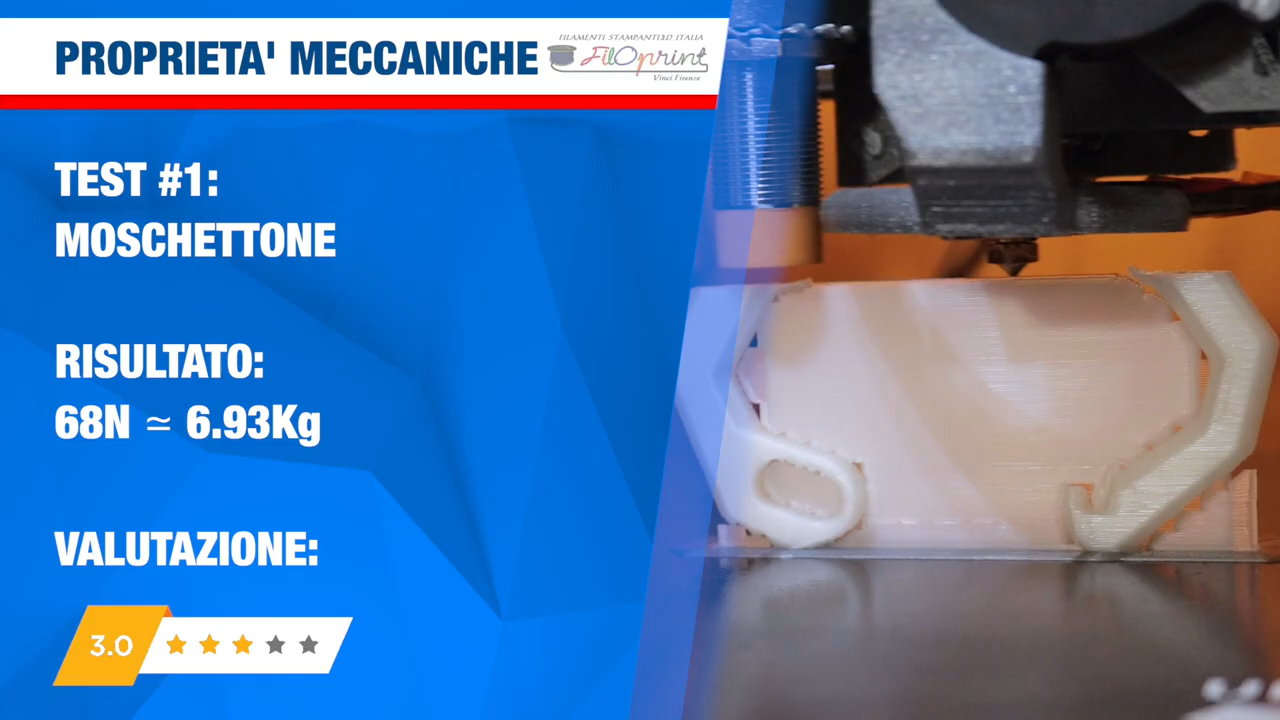 PROPRIETA' MECCANICHE
FILAMENTI STAMPANTI3D ITALIA
FilOprint
Vinci Firenze
TEST #1:
MOSCHETTONE
RISULTATO:
68N ≃ 6.93Kg
VALUTAZIONE:
3.0